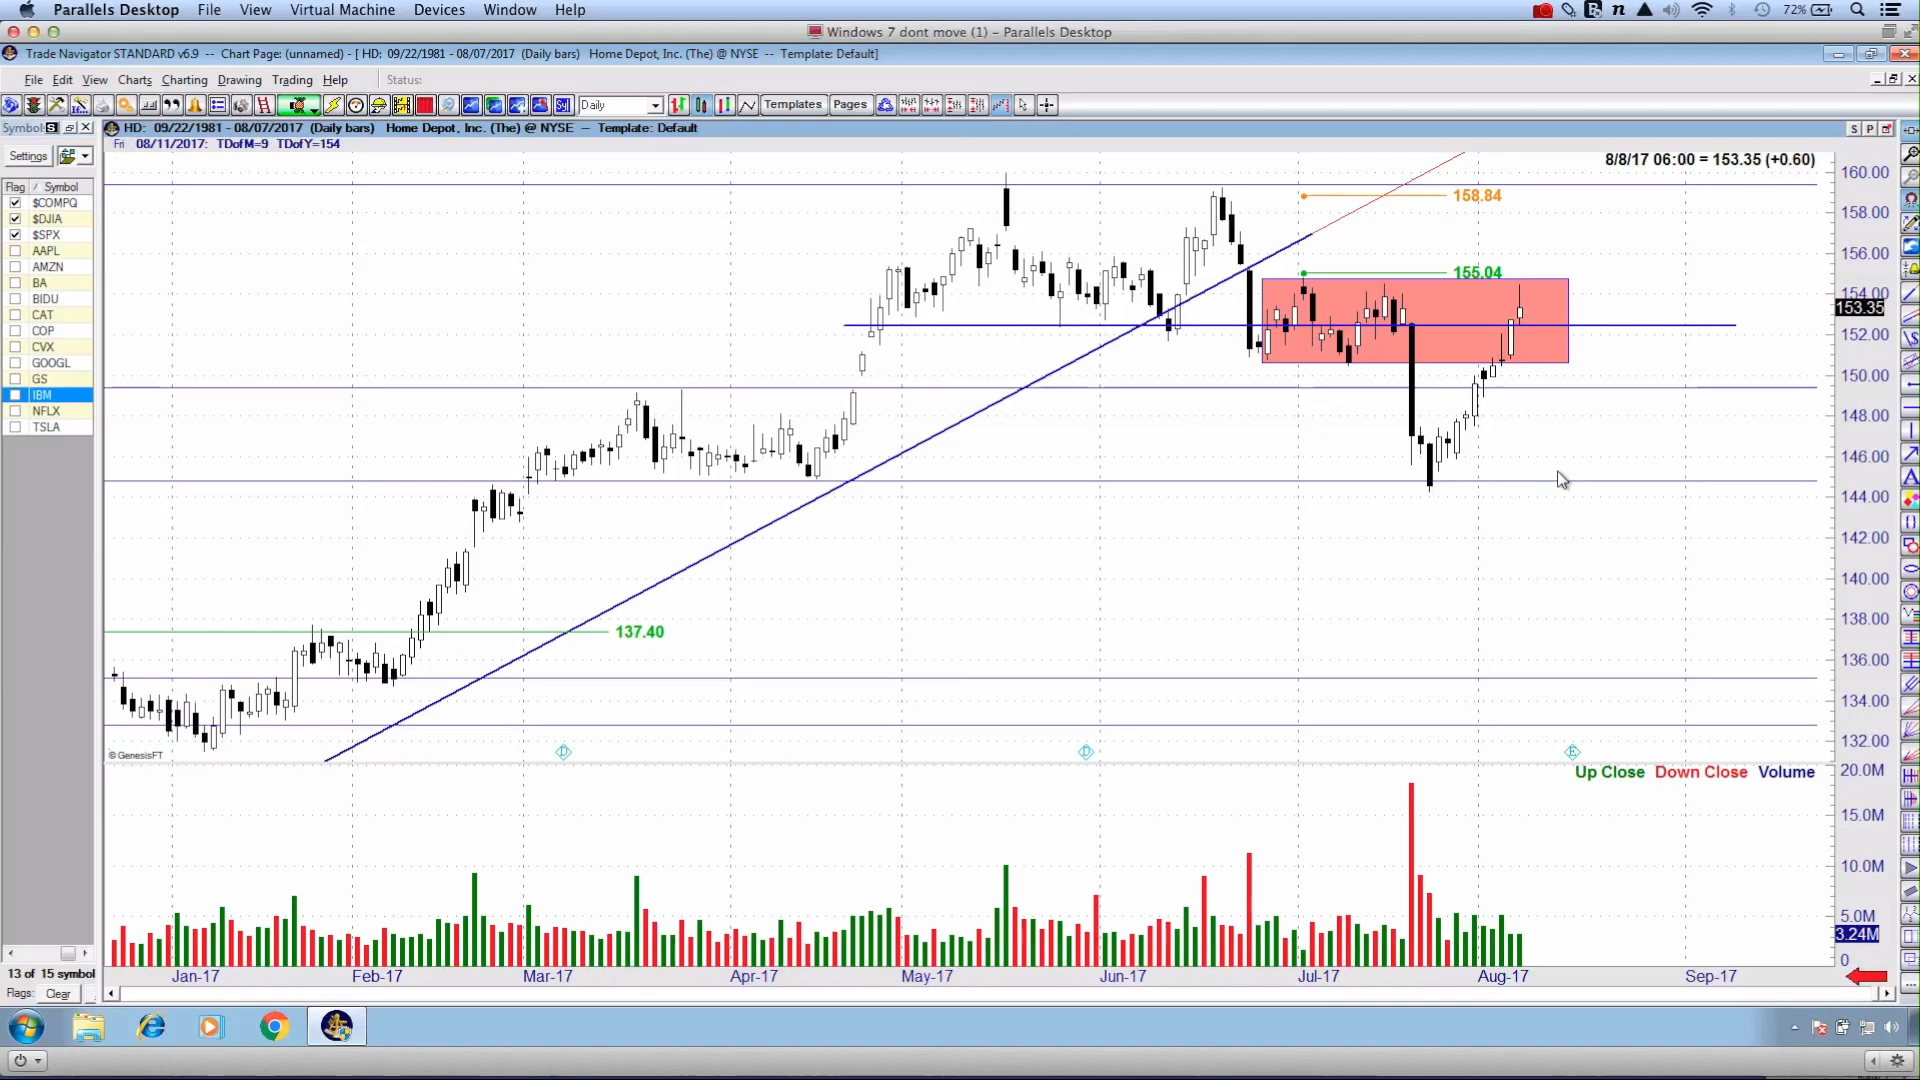 Parallels Desktop File View Virtual Machine Devices Window Help
72%
Windows 7 dont move (1) - Parallels Desktop
Trade Navigator STANDARD v6.9 -- Chart Page: (unnamed) - [ HD: 09/22/1981 - 08/07/2017 (Daily bars) Home Depot, Inc. (The) @ NYSE -- Template: Default]
File Edit View Charts Charting Drawing Trading Help Status:
Daily Templates Pages
Symbol: HD: 09/22/1981 - 08/07/2017 (Daily bars) Home Depot, Inc. (The) @ NYSE -- Template: Default S P
Fri 08/11/2017: TDofM=9 TDofY=154
Settings
8/8/17 06:00 = 153.35 (+0.60)
Flag Symbol
$COMPQ
$DJIA
$SPX
AAPL
AMZN
BA
BIDU
CAT
COP
CVX
GOOGL
GS
IBM
NFLX
TSLA
158.84
155.04
137.40
160.00
158.00
156.00
154.00
153.35
152.00
150.00
148.00
146.00
144.00
142.00
140.00
138.00
136.00
134.00
132.00
© GenesisFT
D D E
Up Close Down Close Volume
20.0M
15.0M
10.0M
5.0M
3.24M
0
13 of 15 symbol
Jan-17 Feb-17 Mar-17 Apr-17 May-17 Jun-17 Jul-17 Aug-17 Sep-17
Flags: Clear